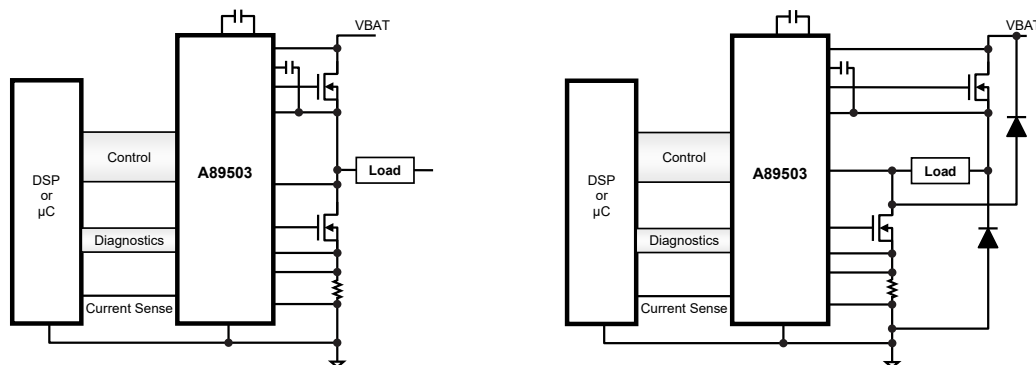 VBAT
A89503
DSP
or
µC
Control
Diagnostics
Current Sense
Load
VBAT
A89503
DSP
or
µC
Control
Diagnostics
Current Sense
Load